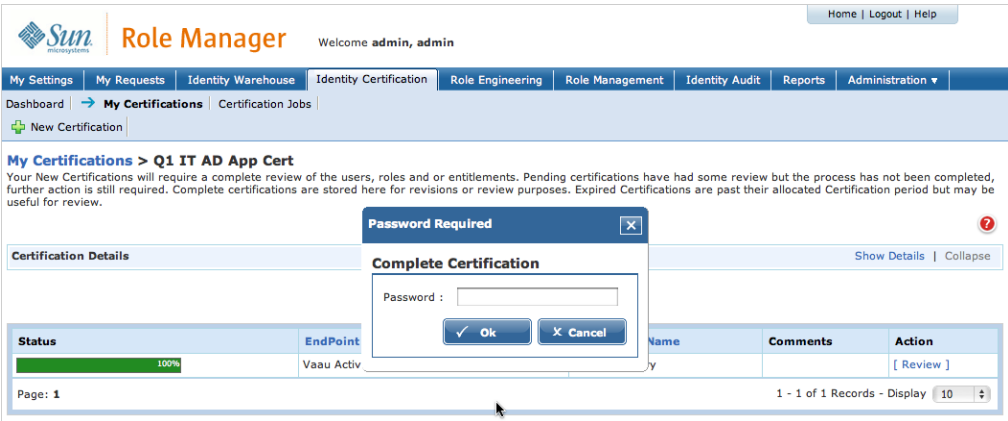 Home | Logout | Help
Sun
microsystems
Role Manager
Welcome admin, admin
My Settings My Requests Identity Warehouse Identity Certification Role Engineering Role Management Identity Audit Reports Administration ▾
Dashboard | → My Certifications | Certification Jobs |
New Certification
My Certifications > Q1 IT AD App Cert
Your New Certifications will require a complete review of the users, roles and or entitlements. Pending certifications have had some review but the process has not been completed,
further action is still required. Complete certifications are stored here for revisions or review purposes. Expired Certifications are past their allocated Certification period but may be
useful for review.
?
Password Required X
Certification Details Show Details | Collapse
Complete Certification
Password :
✓ Ok X Cancel
Status EndPoint Name Comments Action
100% Vaau Activ y [ Review ]
Page: 1 1 - 1 of 1 Records - Display 10